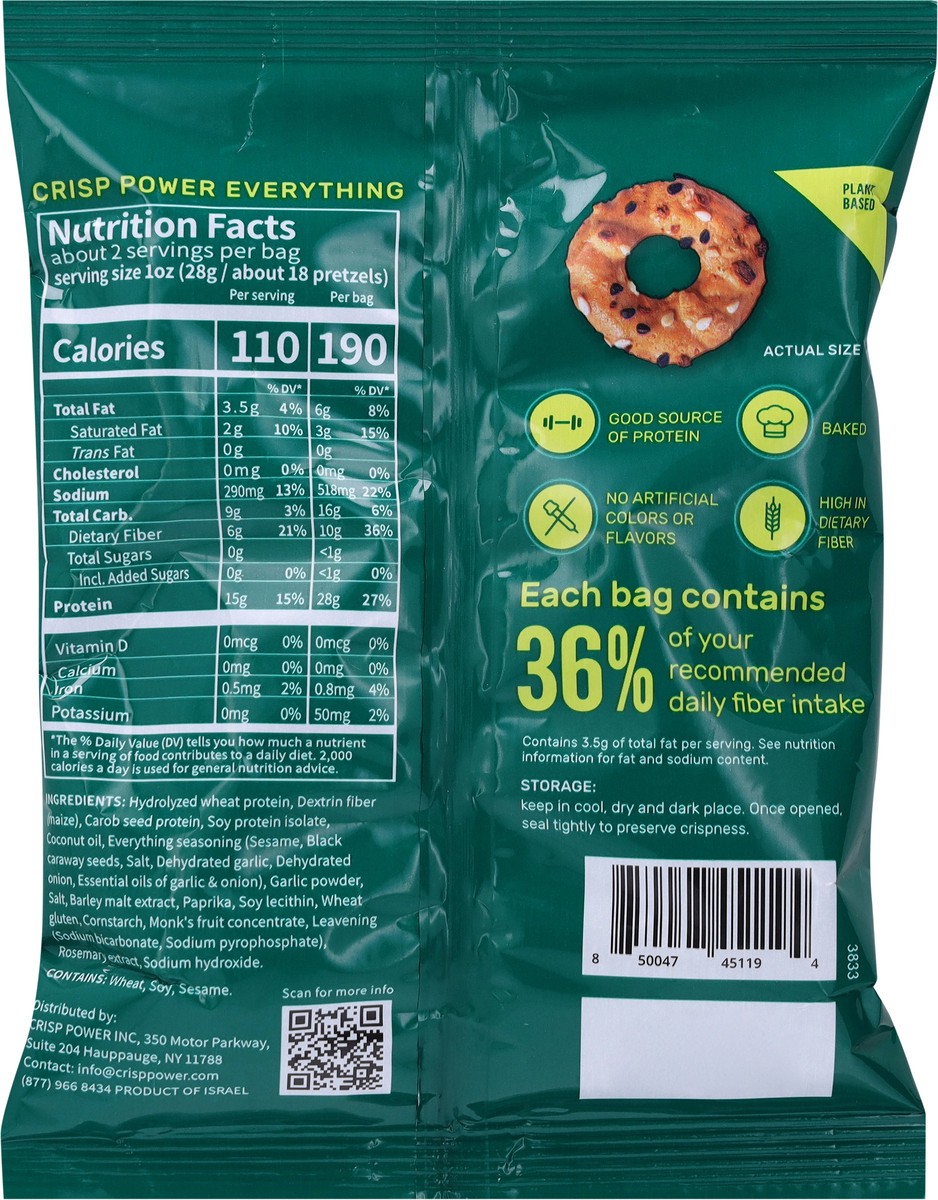 CRISP POWER EVERYTHING
Nutrition Facts
about 2 servings per bag
serving size 1oz (28g / about 18 pretzels)
Per serving Per bag
Calories 110 190
% DV* % DV*
Total Fat 3.5g 4% 6g 8%
Saturated Fat 2g 10% 3g 15%
Trans Fat 0g 0g
Cholesterol 0mg 0% 0mg 0%
Sodium 290mg 13% 518mg 22%
Total Carb. 9g 3% 16g 6%
Dietary Fiber 6g 21% 10g 36%
Total Sugars 0g <1g
Incl. Added Sugars 0g 0% <1g 0%
Protein 15g 15% 28g 27%
Vitamin D 0mcg 0% 0mcg 0%
Calcium 0mg 0% 0mg 0%
Iron 0.5mg 2% 0.8mg 4%
Potassium 0mg 0% 50mg 2%
*The % Daily Value (DV) tells you how much a nutrient
in a serving of food contributes to a daily diet. 2,000
calories a day is used for general nutrition advice.
INGREDIENTS: Hydrolyzed wheat protein, Dextrin fiber
(maize), Carob seed protein, Soy protein isolate,
Coconut oil, Everything seasoning (Sesame, Black
caraway seeds, Salt, Dehydrated garlic, Dehydrated
onion, Essential oils of garlic & onion), Garlic powder,
Salt, Barley malt extract, Paprika, Soy lecithin, Wheat
gluten, Cornstarch, Monk's fruit concentrate, Leavening
(Sodium bicarbonate, Sodium pyrophosphate),
Rosemary extract, Sodium hydroxide.
CONTAINS: Wheat, Soy, Sesame.
Distributed by:
CRISP POWER INC, 350 Motor Parkway,
Suite 204 Hauppauge, NY 11788
Contact: info@crisppower.com
(877) 966 8434 PRODUCT OF ISRAEL
Scan for more info
PLANT
BASED
ACTUAL SIZE
GOOD SOURCE
OF PROTEIN
BAKED
NO ARTIFICIAL
COLORS OR
FLAVORS
HIGH IN
DIETARY
FIBER
Each bag contains
36% of your
recommended
daily fiber intake
Contains 3.5g of total fat per serving. See nutrition
information for fat and sodium content.
STORAGE:
keep in cool, dry and dark place. Once opened,
seal tightly to preserve crispness.
8 50047 45119 4
3833